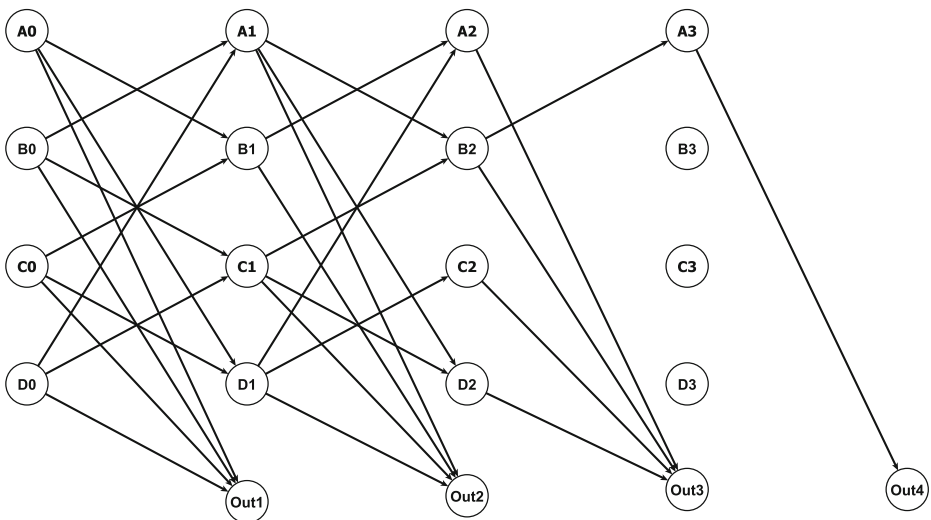 A0 A1 A2 A3
B0 B1 B2 B3
C0 C1 C2 C3
D0 D1 D2 D3
Out1 Out2 Out3 Out4